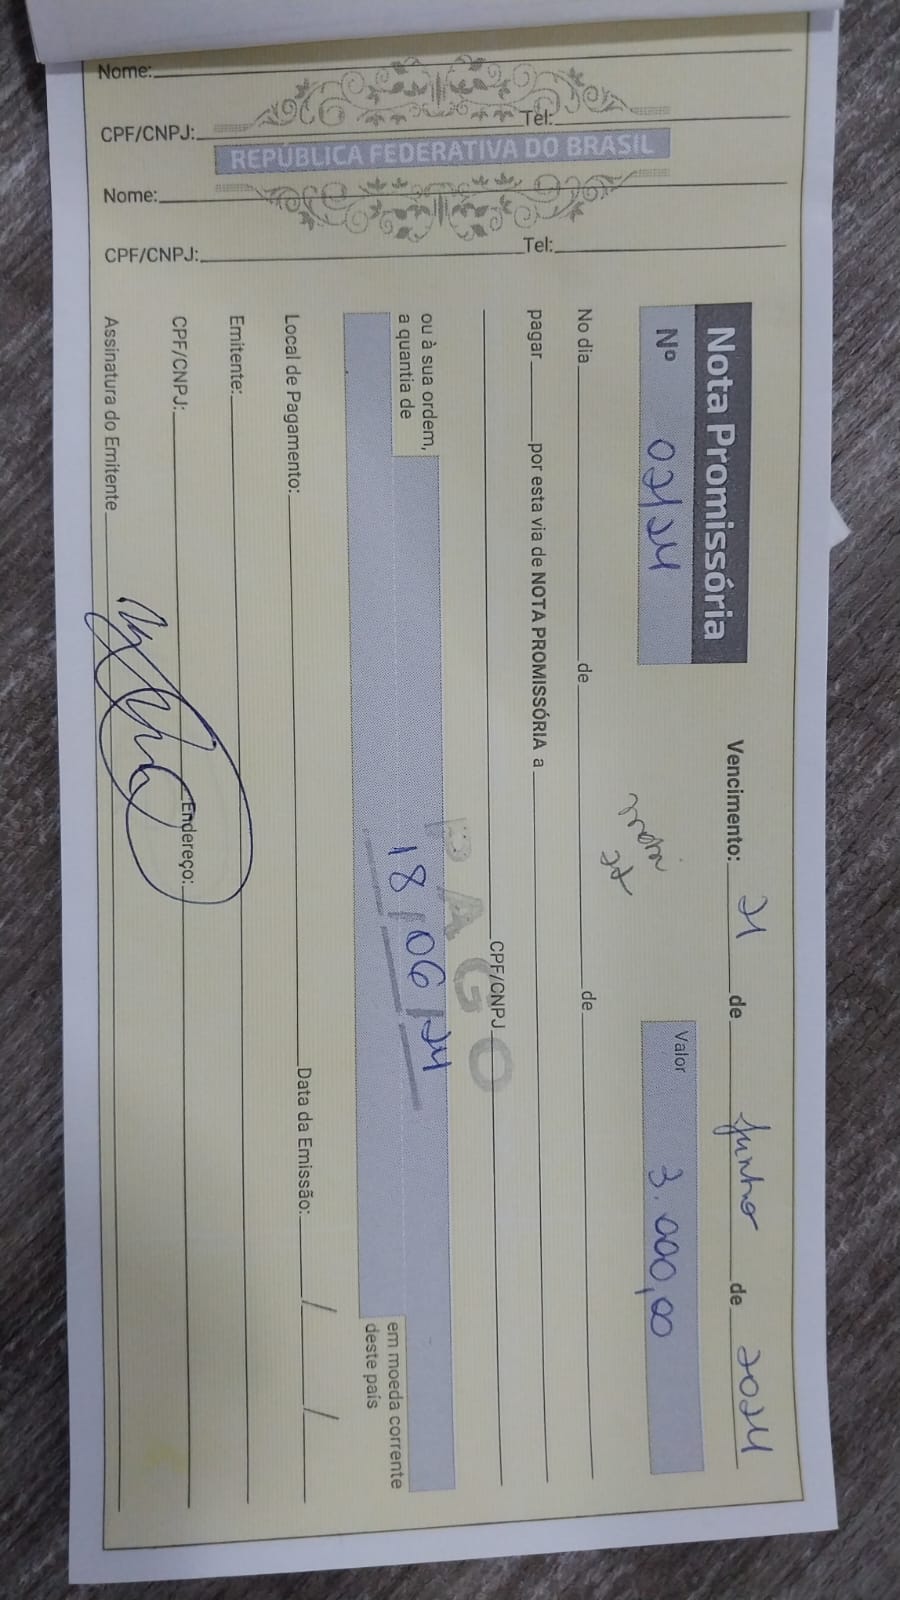 Nome:
CPF/CNPJ: Tel:
REPÚBLICA FEDERATIVA DO BRASIL
Nome:
CPF/CNPJ: Tel:
Nota Promissória
Vencimento: 21 de junho de 2024
Nº 02/24
Valor 3.000,00
No dia de de
pagar por esta via de NOTA PROMISSÓRIA a
CPF/CNPJ
ou à sua ordem,
a quantia de
PAGO
18/06/24
em moeda corrente
deste país
Local de Pagamento: Data da Emissão: / /
Emitente:
CPF/CNPJ: Endereço:
Assinatura do Emitente